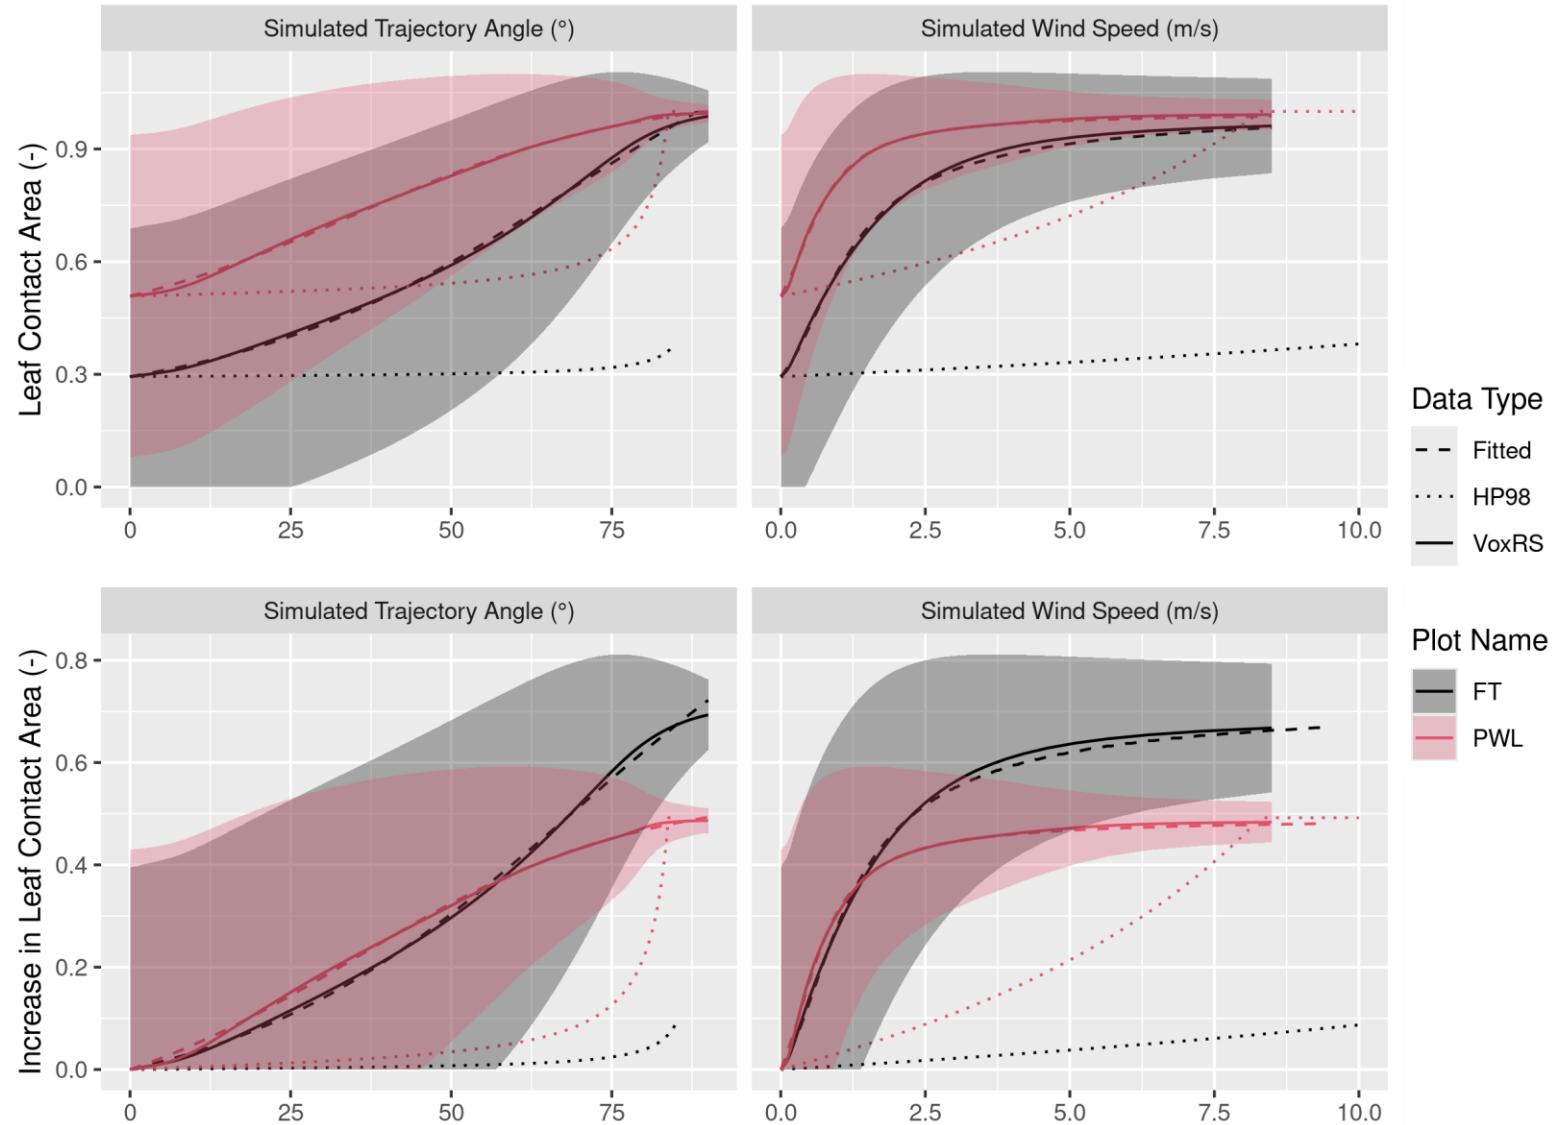 Simulated Trajectory Angle (°)
Simulated Wind Speed (m/s)
Leaf Contact Area (-)
0.9
0.6
0.3
0.0
0
25
50
75
0.0
2.5
5.0
7.5
10.0
Simulated Trajectory Angle (°)
Simulated Wind Speed (m/s)
Increase in Leaf Contact Area (-)
0.8
0.6
0.4
0.2
0.0
0
25
50
75
0.0
2.5
5.0
7.5
10.0
Data Type
Fitted
HP98
VoxRS
Plot Name
FT
PWL